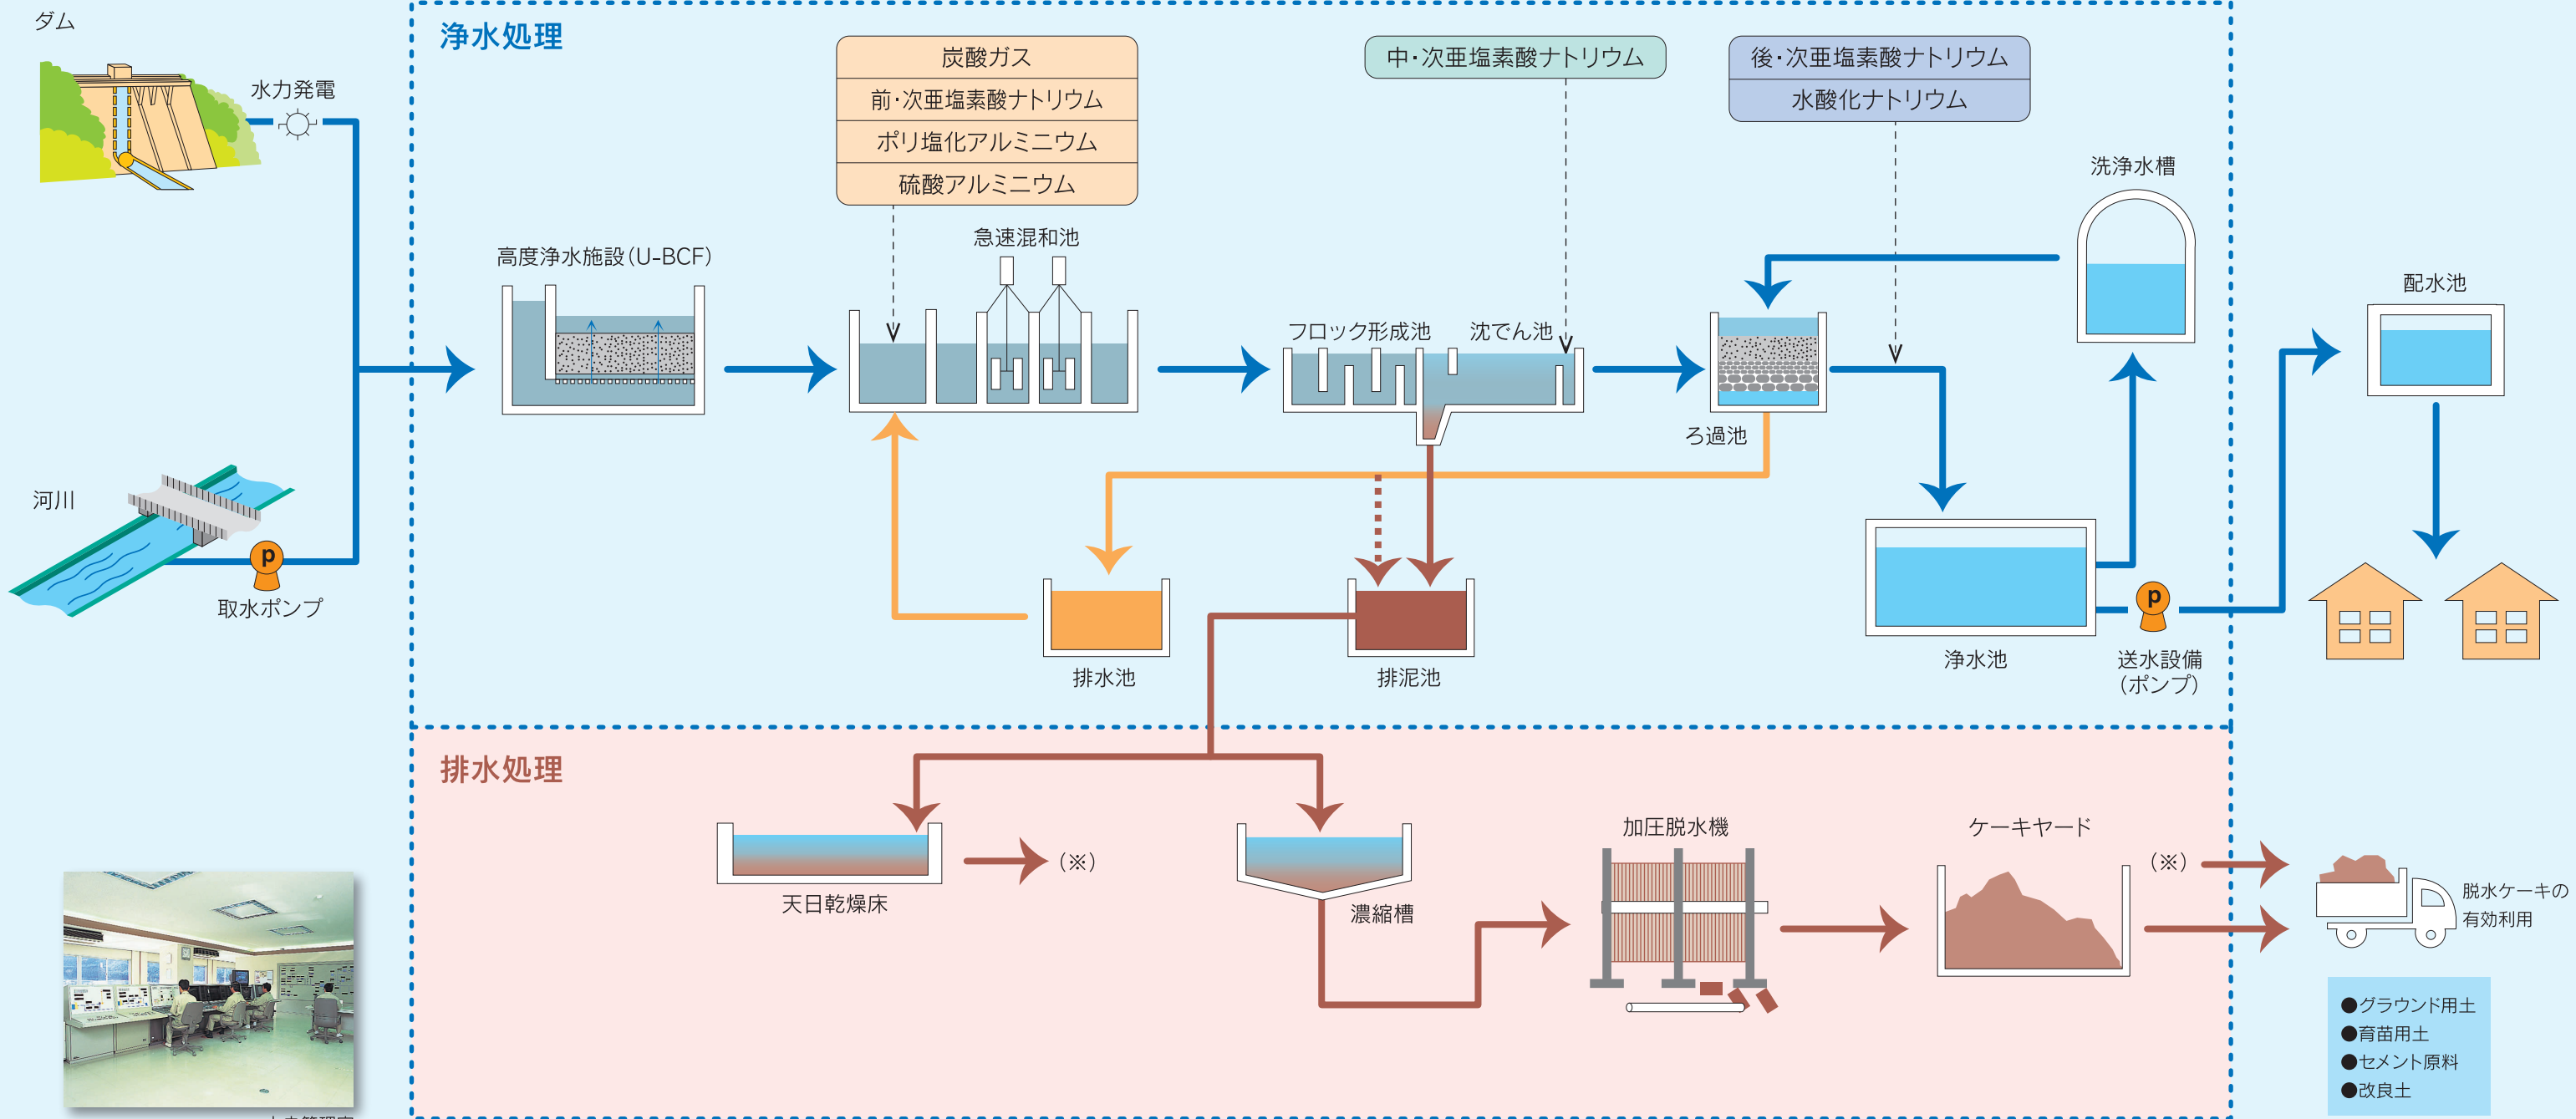 ダム
水力発電
河川
p
取水ポンプ
浄水処理
高度浄水施設（U-BCF）
炭酸ガス
前・次亜塩素酸ナトリウム
ポリ塩化アルミニウム
硫酸アルミニウム
急速混和池
中・次亜塩素酸ナトリウム
フロック形成池
沈でん池
後・次亜塩素酸ナトリウム
水酸化ナトリウム
ろ過池
洗浄水槽
排水池
排泥池
浄水池
p
送水設備
（ポンプ）
配水池
排水処理
天日乾燥床
（※）
濃縮槽
加圧脱水機
ケーキヤード
（※）
脱水ケーキの
有効利用
●グラウンド用土
●育苗用土
●セメント原料
●改良土